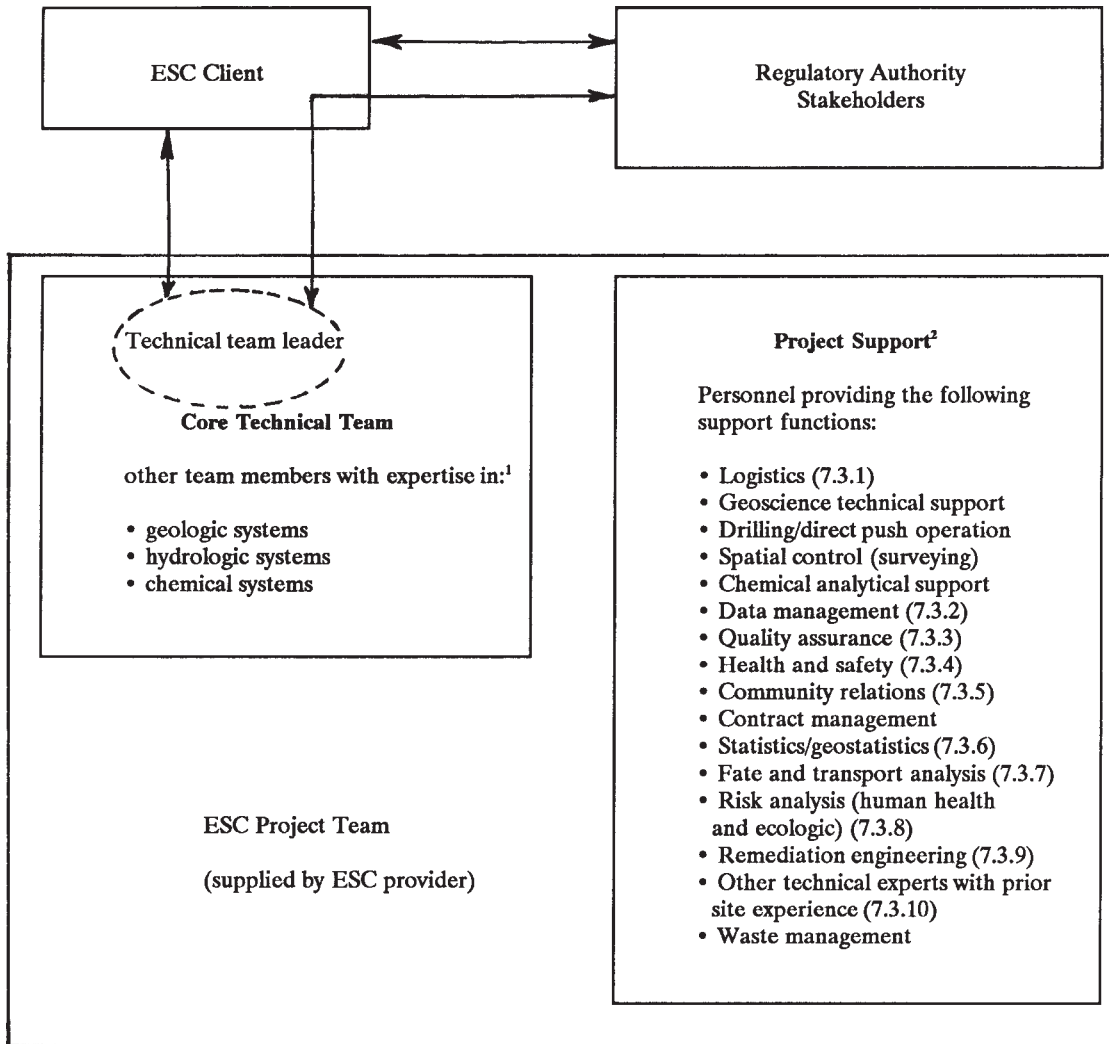 ESC Client
Regulatory Authority
Stakeholders
Technical team leader
Core Technical Team
other team members with expertise in:¹
• geologic systems
• hydrologic systems
• chemical systems
ESC Project Team
(supplied by ESC provider)
Project Support²
Personnel providing the following
support functions:
• Logistics (7.3.1)
• Geoscience technical support
• Drilling/direct push operation
• Spatial control (surveying)
• Chemical analytical support
• Data management (7.3.2)
• Quality assurance (7.3.3)
• Health and safety (7.3.4)
• Community relations (7.3.5)
• Contract management
• Statistics/geostatistics (7.3.6)
• Fate and transport analysis (7.3.7)
• Risk analysis (human health
and ecologic) (7.3.8)
• Remediation engineering (7.3.9)
• Other technical experts with prior
site experience (7.3.10)
• Waste management